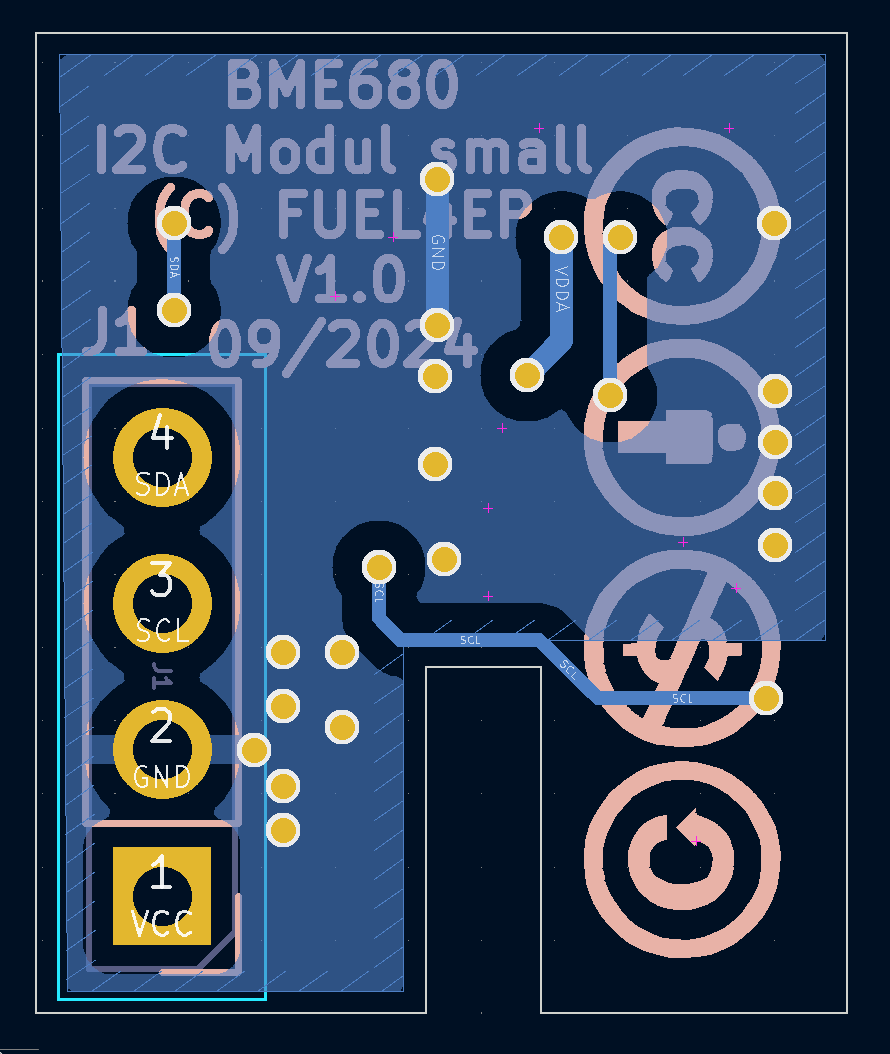 BME680
I2C Modul small
(C) FUEL4EP
V1.0
J1 09/2024
SDA
GND
VDDA
CC
4
SDA
3
SCL
J1
2
GND
1
VCC
SCL
SCL
SCL
SCL
$